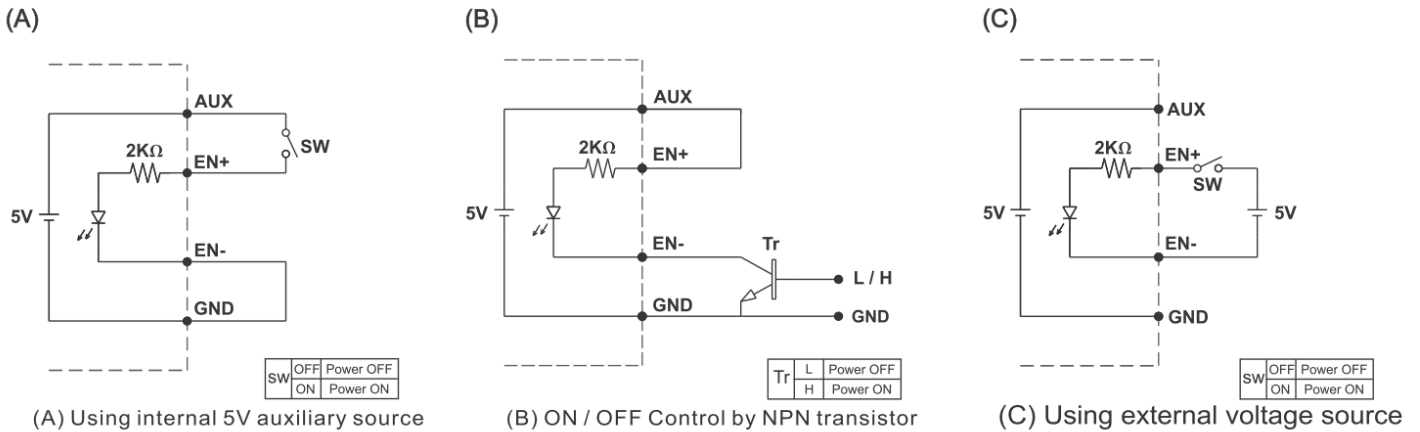 (A)
AUX
SW
2KΩ
EN+
5V
EN-
GND
SW OFF Power OFF
ON Power ON
(A) Using internal 5V auxiliary source
(B)
AUX
2KΩ
EN+
5V
EN-
Tr
L / H
GND
GND
Tr L Power OFF
H Power ON
(B) ON / OFF Control by NPN transistor
(C)
AUX
2KΩ
EN+
SW
5V
5V
EN-
GND
SW OFF Power OFF
ON Power ON
(C) Using external voltage source